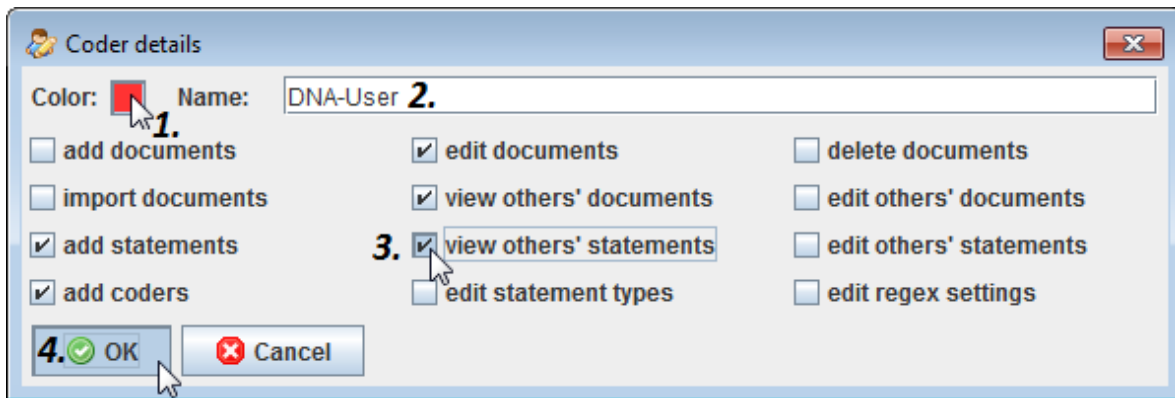 Coder details
Color: Name: DNA-User 2.
1.
add documents edit documents delete documents
import documents view others' documents edit others' documents
add statements 3. view others' statements edit others' statements
add coders edit statement types edit regex settings
4. OK Cancel